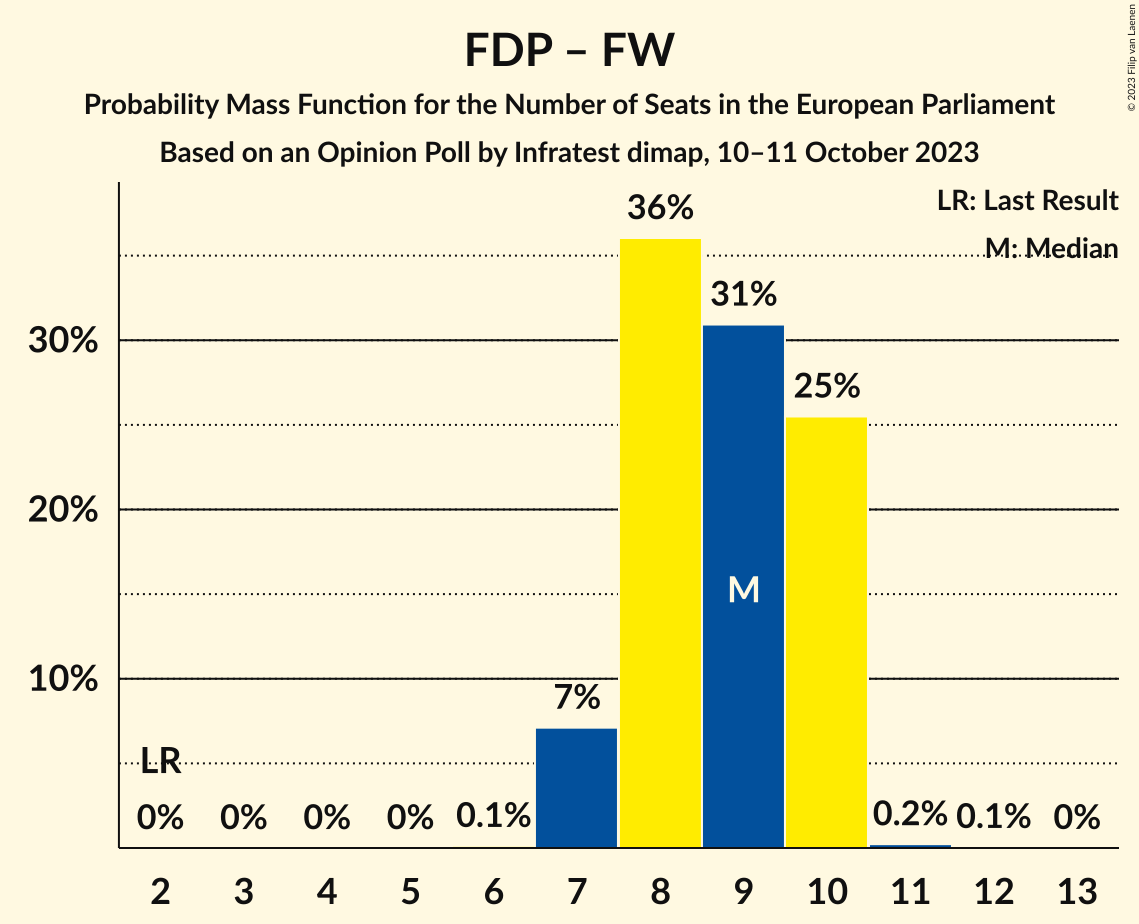 FDP – FW
Probability Mass Function for the Number of Seats in the European Parliament
Based on an Opinion Poll by Infratest dimap, 10–11 October 2023
© 2023 Filip van Laenen
LR: Last Result
M: Median
36%
31%
30%
25%
20%
M
10%
7%
LR
0% 0% 0% 0% 0.1% 0.2% 0.1% 0%
2 3 4 5 6 7 8 9 10 11 12 13